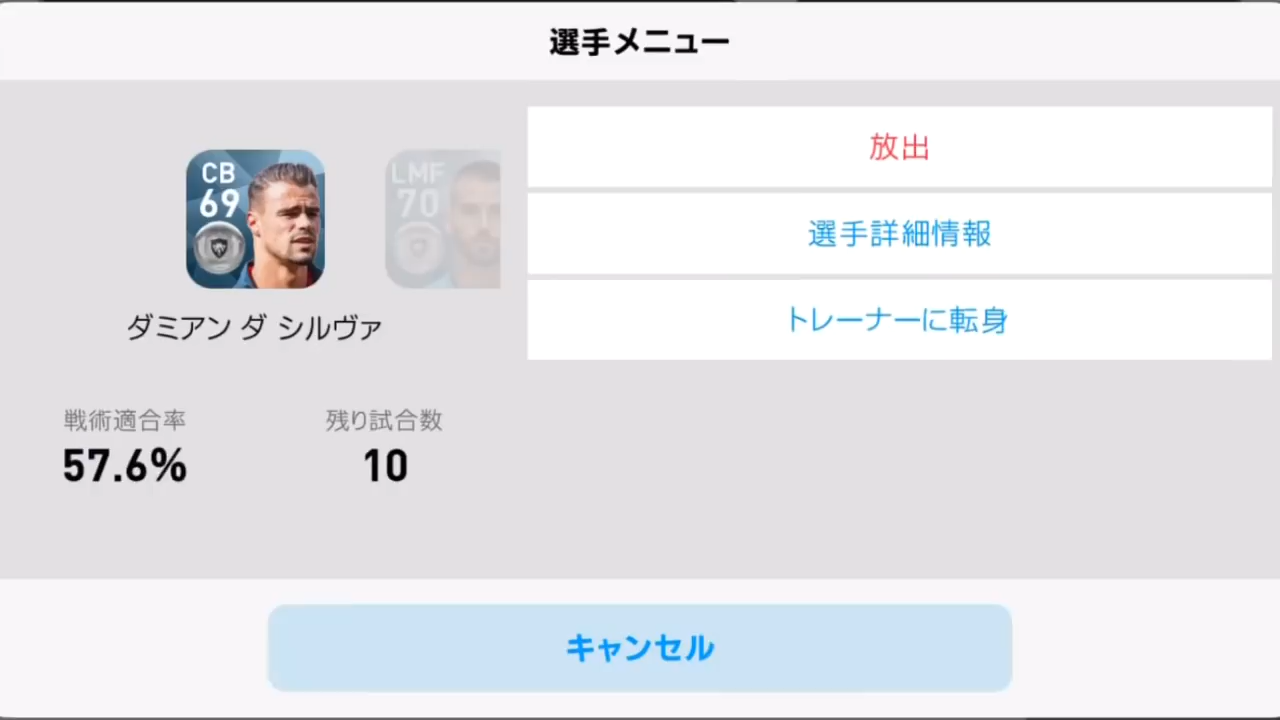 選手メニュー
CB
69
LMF
70
ダミアン ダ シルヴァ
戦術適合率
57.6%
残り試合数
10
放出
選手詳細情報
トレーナーに転身
キャンセル